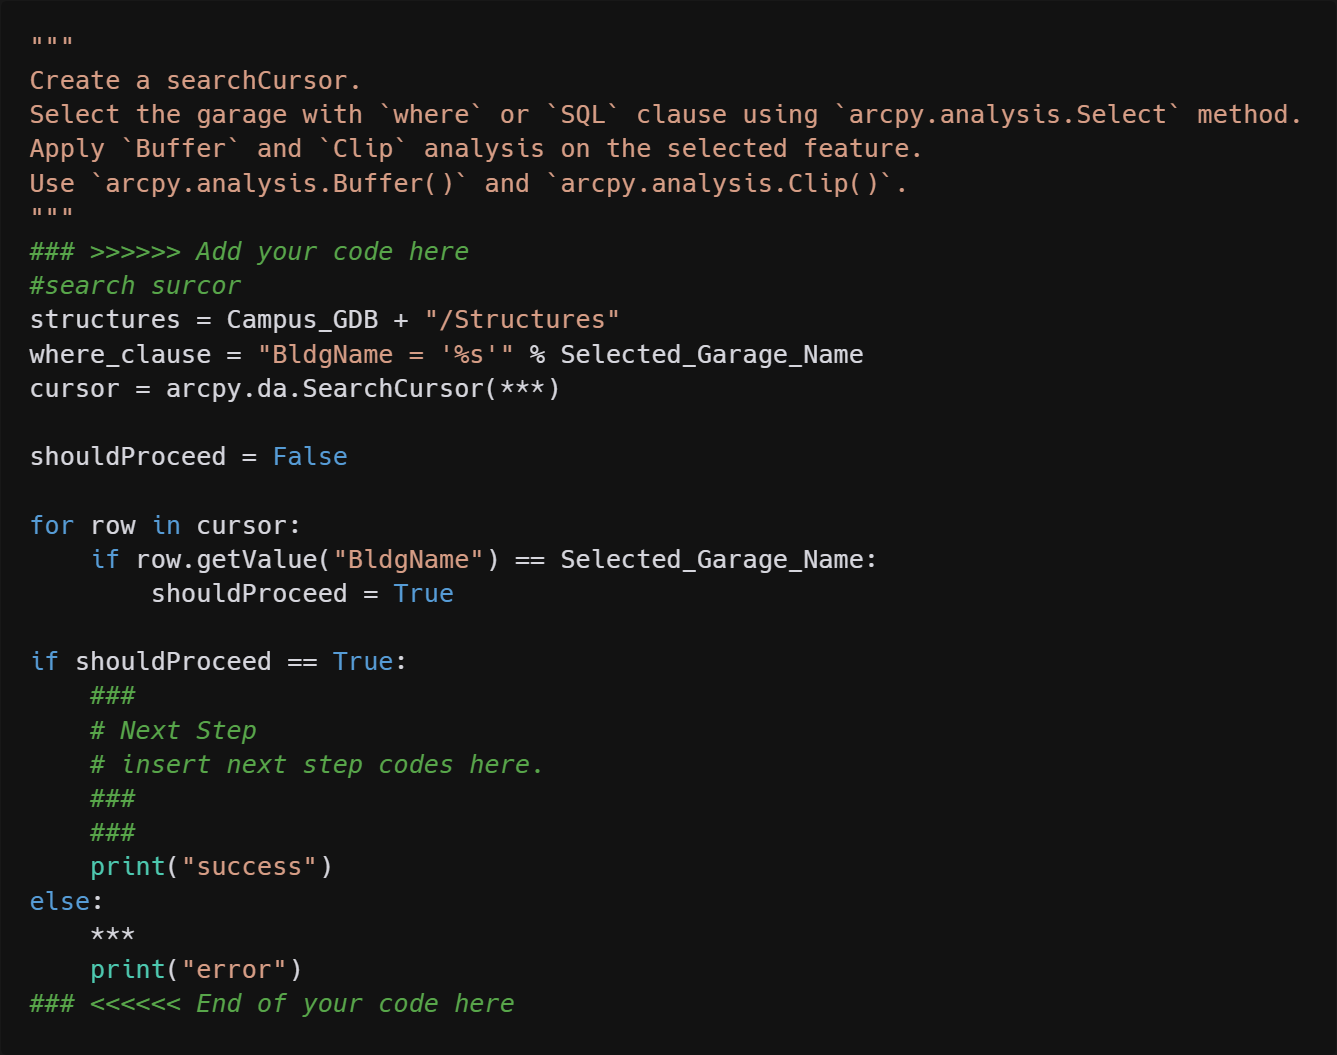 """
Create a searchCursor.
Select the garage with `where` or `SQL` clause using `arcpy.analysis.Select` method.
Apply `Buffer` and `Clip` analysis on the selected feature.
Use `arcpy.analysis.Buffer()` and `arcpy.analysis.Clip()`.
"""
### >>>>>> Add your code here
#search surcor
structures = Campus_GDB + "/Structures"
where_clause = "BldgName = '%s'" % Selected_Garage_Name
cursor = arcpy.da.SearchCursor(***)

shouldProceed = False

for row in cursor:
    if row.getValue("BldgName") == Selected_Garage_Name:
        shouldProceed = True

if shouldProceed == True:
    ###
    # Next Step
    # insert next step codes here.
    ###
    ###
    print("success")
else:
    ***
    print("error")
### <<<<<< End of your code here